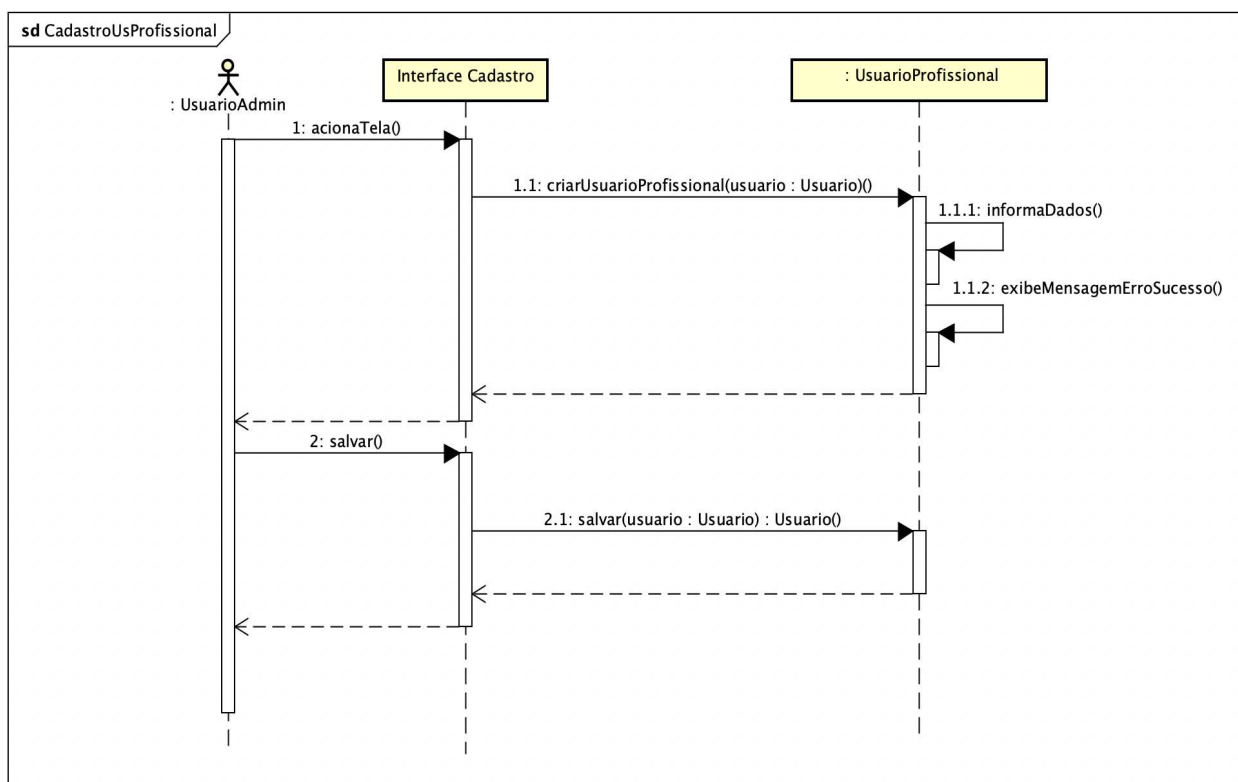 sd CadastroUsProfissional
: UsuarioAdmin
Interface Cadastro
: UsuarioProfissional
1: acionaTela()
1.1: criarUsuarioProfissional(usuario : Usuario)()
1.1.1: informaDados()
1.1.2: exibeMensagemErroSucesso()
2: salvar()
2.1: salvar(usuario : Usuario) : Usuario()